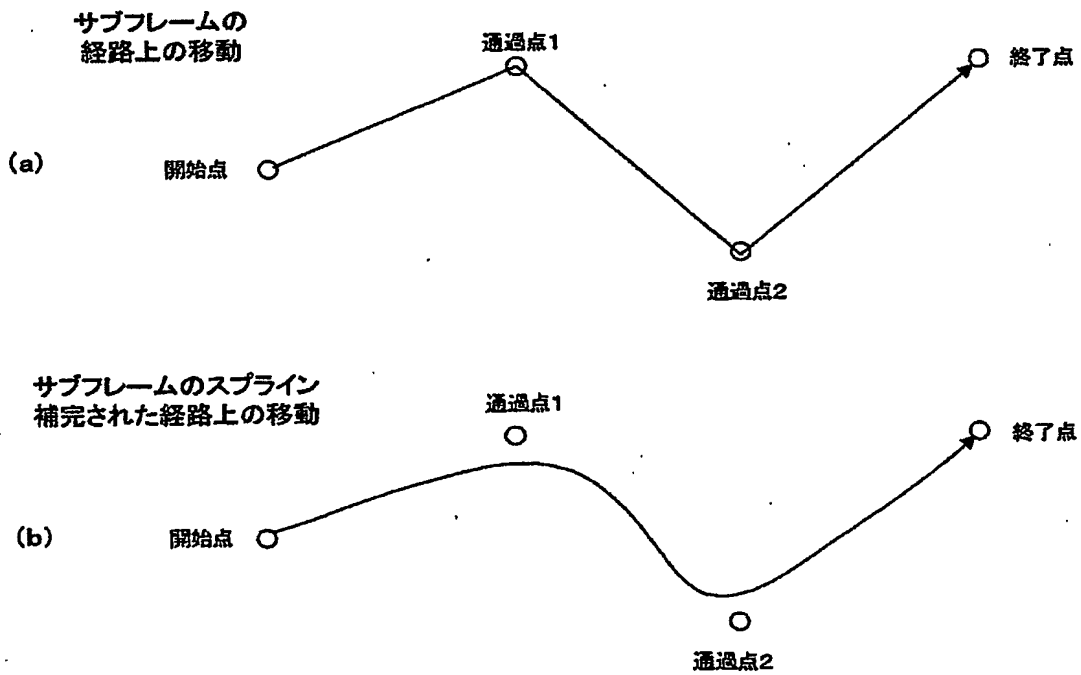 サブフレームの
経路上の移動
通過点1
終了点
(a)
開始点
通過点2
サブフレームのスプライン
補完された経路上の移動
通過点1
終了点
(b)
開始点
通過点2